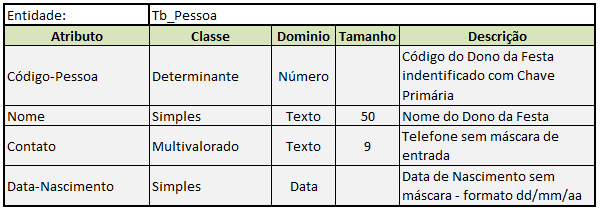 Entidade: Tb_Pessoa
Atributo Classe Dominio Tamanho Descrição
Código-Pessoa Determinante Número Código do Dono da Festa
indentificado com Chave
Primária
Nome Simples Texto 50 Nome do Dono da Festa
Contato Multivalorado Texto 9 Telefone sem máscara de
entrada
Data-Nascimento Simples Data Data de Nascimento sem
máscara - formato dd/mm/aa